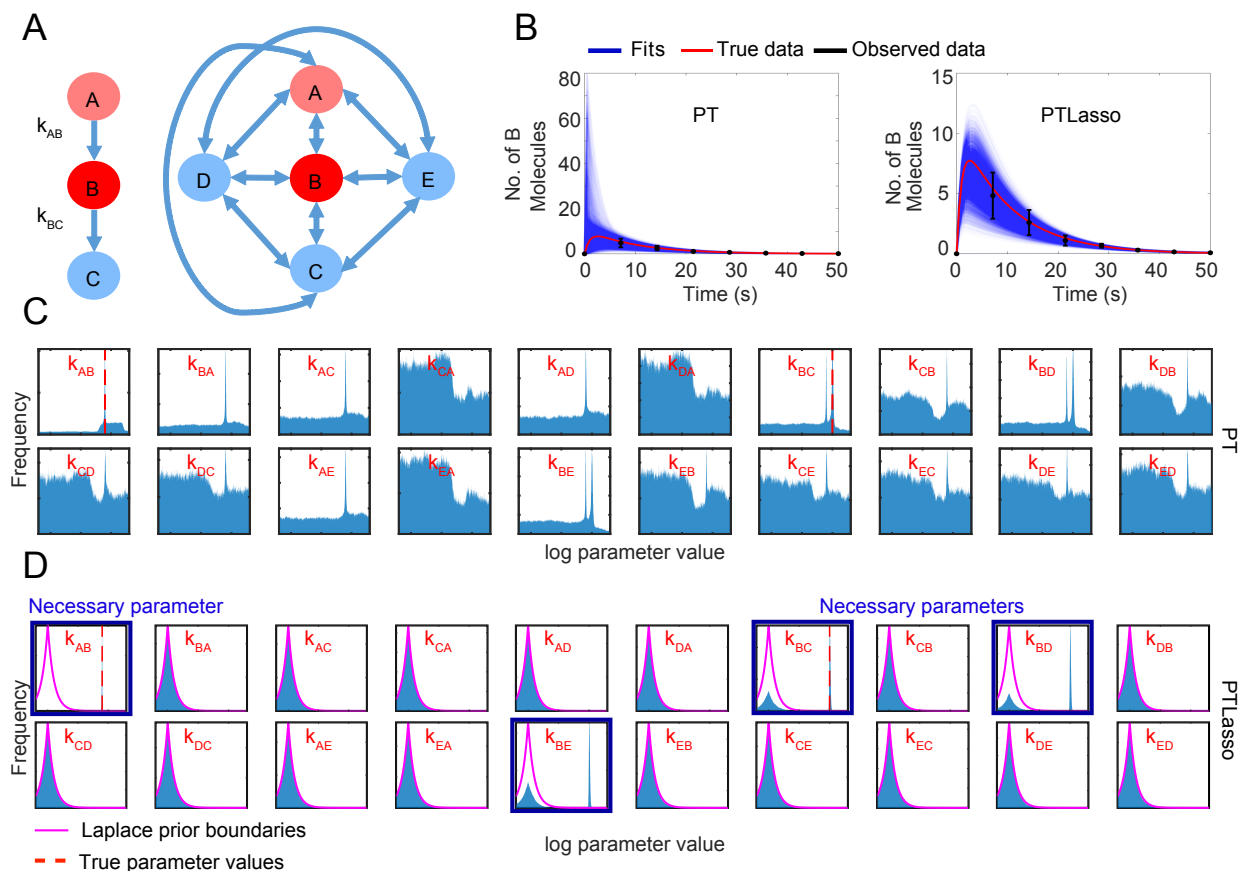 A
B
Fits True data Observed data
A
k_AB
B
k_BC
C
A
D B E
C
No. of B Molecules
80
60
40
20
0
PT
0 10 20 30 40 50
Time (s)
No. of B Molecules
15
10
5
0
PTLasso
0 10 20 30 40 50
Time (s)
C
Frequency
k_AB k_BA k_AC k_CA k_AD k_DA k_BC k_CB k_BD k_DB
k_CD k_DC k_AE k_EA k_BE k_EB k_CE k_EC k_DE k_ED
PT
log parameter value
D
Necessary parameter Necessary parameters
Frequency
k_AB k_BA k_AC k_CA k_AD k_DA k_BC k_CB k_BD k_DB
k_CD k_DC k_AE k_EA k_BE k_EB k_CE k_EC k_DE k_ED
PTLasso
Laplace prior boundaries
log parameter value
True parameter values